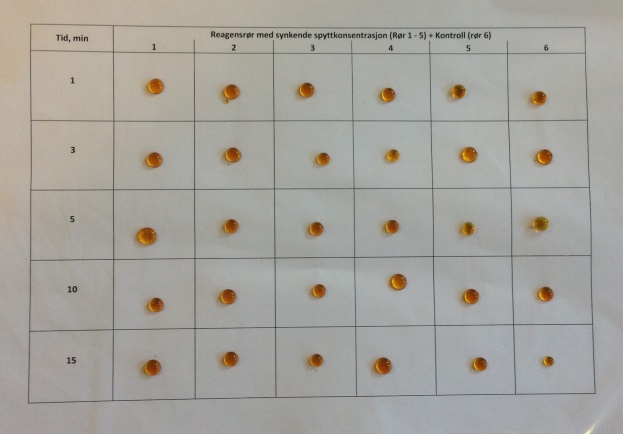 Tid, min
Reagensrør med synkende spyttkonsentrasjon (Rør 1 - 5) + Kontroll (rør 6)
1 2 3 4 5 6
1
3
5
10
15